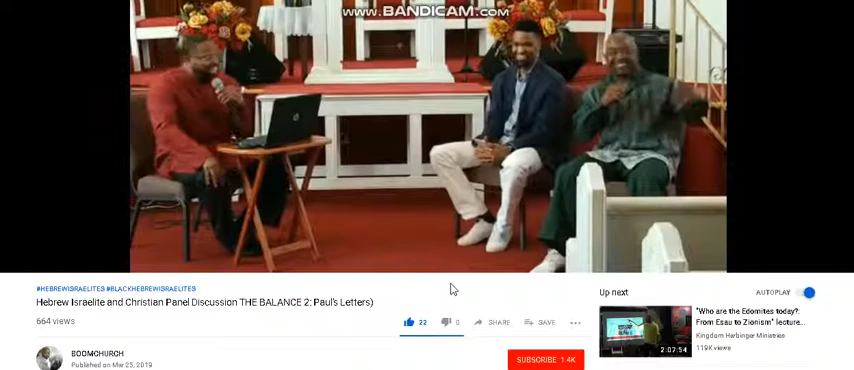 www.BANDICAM.com
#HEBREWISRAELITES #BLACKHEBREWISRAELITES
Hebrew Israelite and Christian Panel Discussion THE BALANCE 2: Paul's Letters)
664 views
22
0
SHARE
SAVE
BOOMCHURCH
Published on Mar 25, 2019
SUBSCRIBE 1.4K
Up next
AUTOPLAY
"Who are the Edomites today?:
From Esau to Zionism" lecture...
Kingdom Harbinger Ministries
119K views
2:07:54